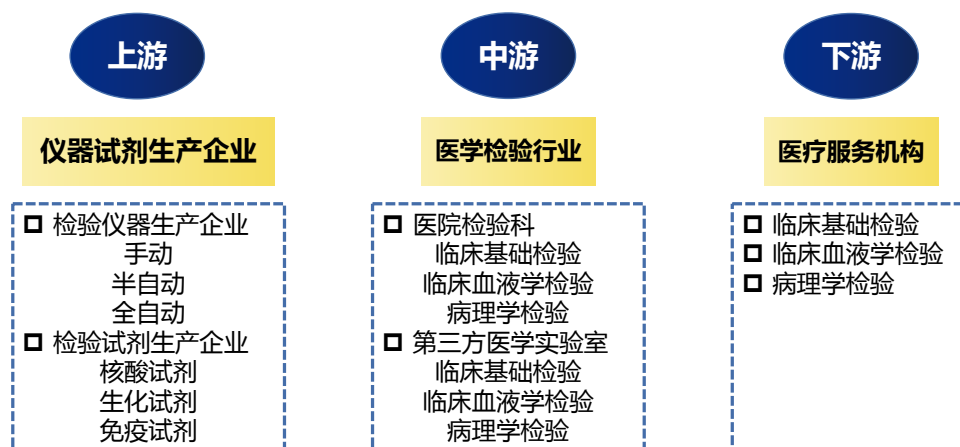 上游
仪器试剂生产企业
检验仪器生产企业
手动
半自动
全自动
检验试剂生产企业
核酸试剂
生化试剂
免疫试剂
中游
医学检验行业
医院检验科
临床基础检验
临床血液学检验
病理学检验
第三方医学实验室
临床基础检验
临床血液学检验
病理学检验
下游
医疗服务机构
临床基础检验
临床血液学检验
病理学检验